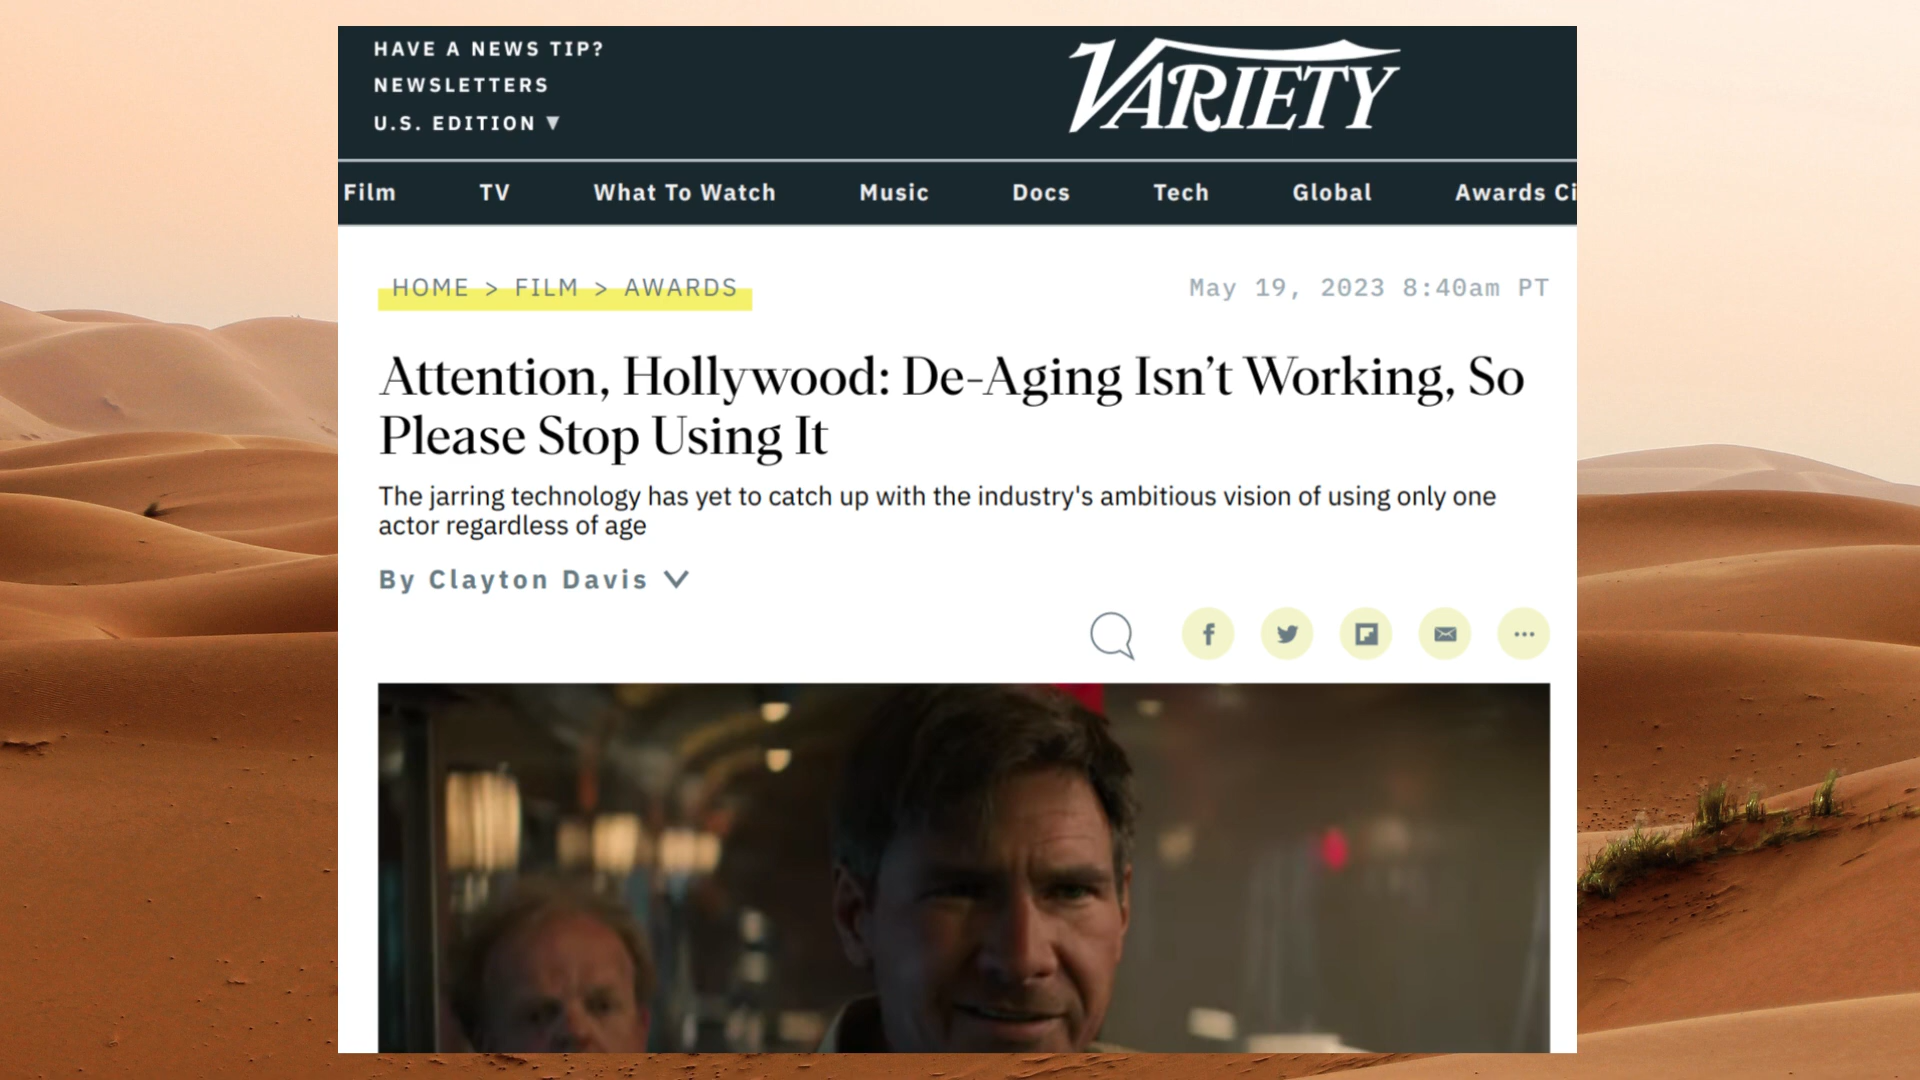 HAVE A NEWS TIP?
NEWSLETTERS
U.S. EDITION ▼
VARIETY
Film TV What To Watch Music Docs Tech Global Awards Ci
HOME > FILM > AWARDS
May 19, 2023 8:40am PT
Attention, Hollywood: De-Aging Isn’t Working, So
Please Stop Using It
The jarring technology has yet to catch up with the industry's ambitious vision of using only one
actor regardless of age
By Clayton Davis